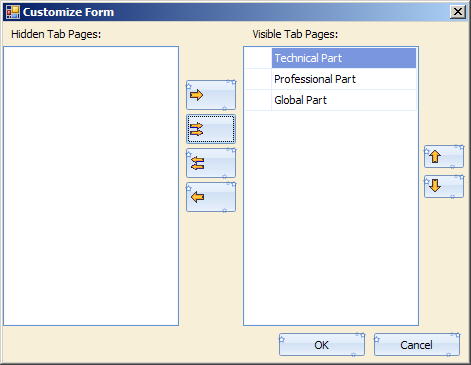 Customize Form
Hidden Tab Pages:
Visible Tab Pages:
Technical Part
Professional Part
Global Part
OK
Cancel